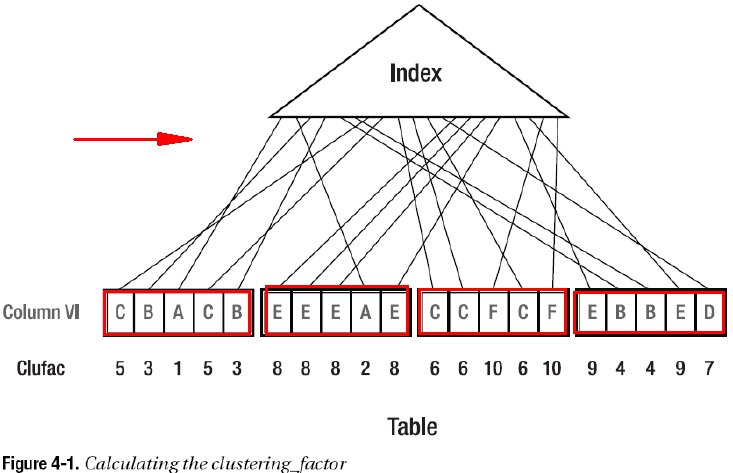 Index
Column VI C B A C B E E E A E C C F C F E B B E D
Clufac 5 3 1 5 3 8 8 8 2 8 6 6 10 6 10 9 4 4 9 7
Table
Figure 4-1. Calculating the clustering_factor